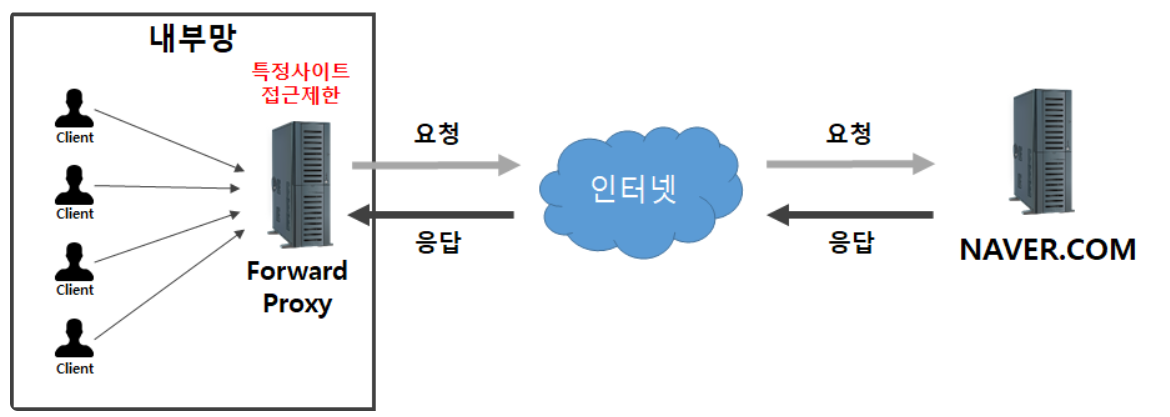 내부망
특정사이트
접근제한
Client
Client
Client
Client
Forward
Proxy
요청
응답
인터넷
요청
응답
NAVER.COM